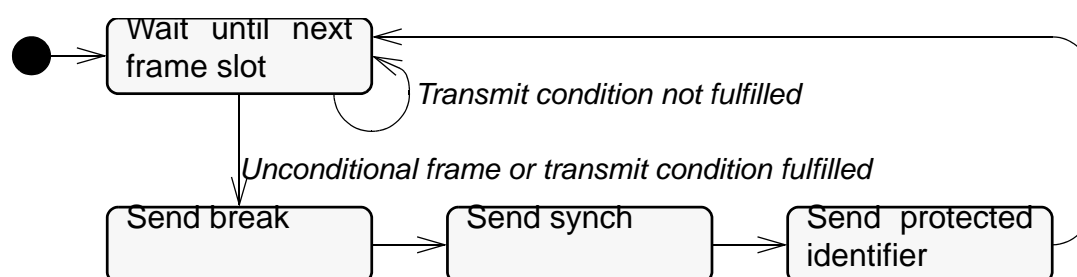 Wait until next
frame slot
Transmit condition not fulfilled
Unconditional frame or transmit condition fulfilled
Send break
Send synch
Send protected
identifier